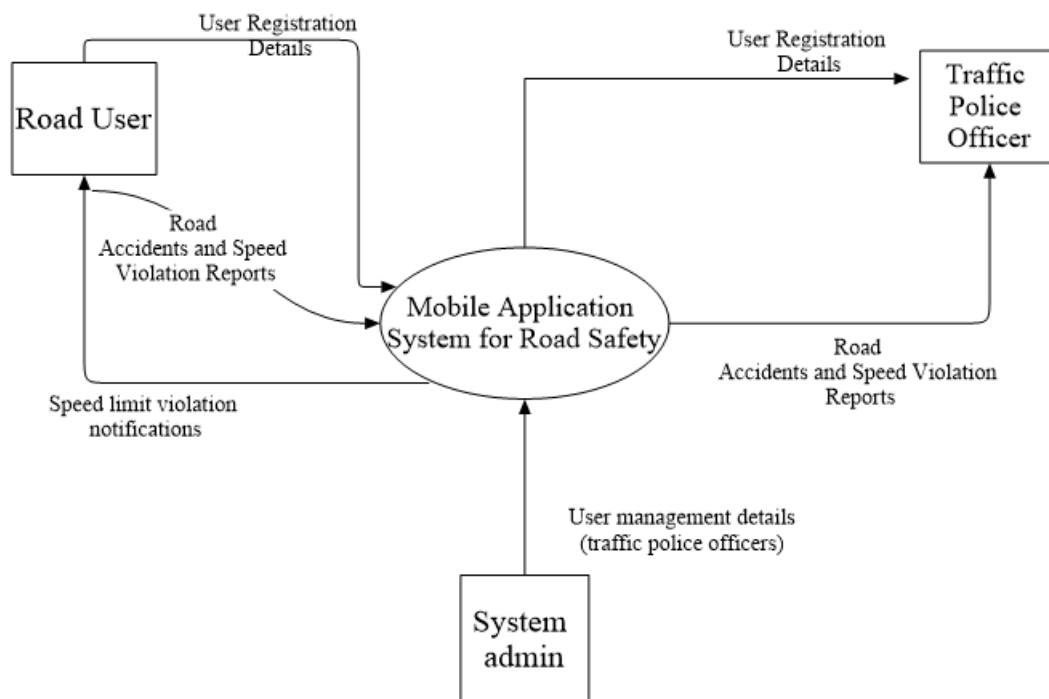 User Registration
Details
Road User
User Registration
Details
Traffic
Police
Officer
Road
Accidents and Speed
Violation Reports
Mobile Application
System for Road Safety
Road
Accidents and Speed Violation
Reports
Speed limit violation
notifications
User management details
(traffic police officers)
System
admin